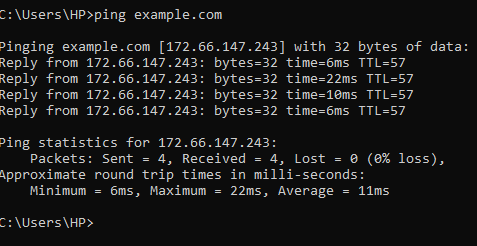 C:\Users\HP>ping example.com
Pinging example.com [172.66.147.243] with 32 bytes of data:
Reply from 172.66.147.243: bytes=32 time=6ms TTL=57
Reply from 172.66.147.243: bytes=32 time=22ms TTL=57
Reply from 172.66.147.243: bytes=32 time=10ms TTL=57
Reply from 172.66.147.243: bytes=32 time=6ms TTL=57
Ping statistics for 172.66.147.243:
    Packets: Sent = 4, Received = 4, Lost = 0 (0% loss),
Approximate round trip times in milli-seconds:
    Minimum = 6ms, Maximum = 22ms, Average = 11ms
C:\Users\HP>